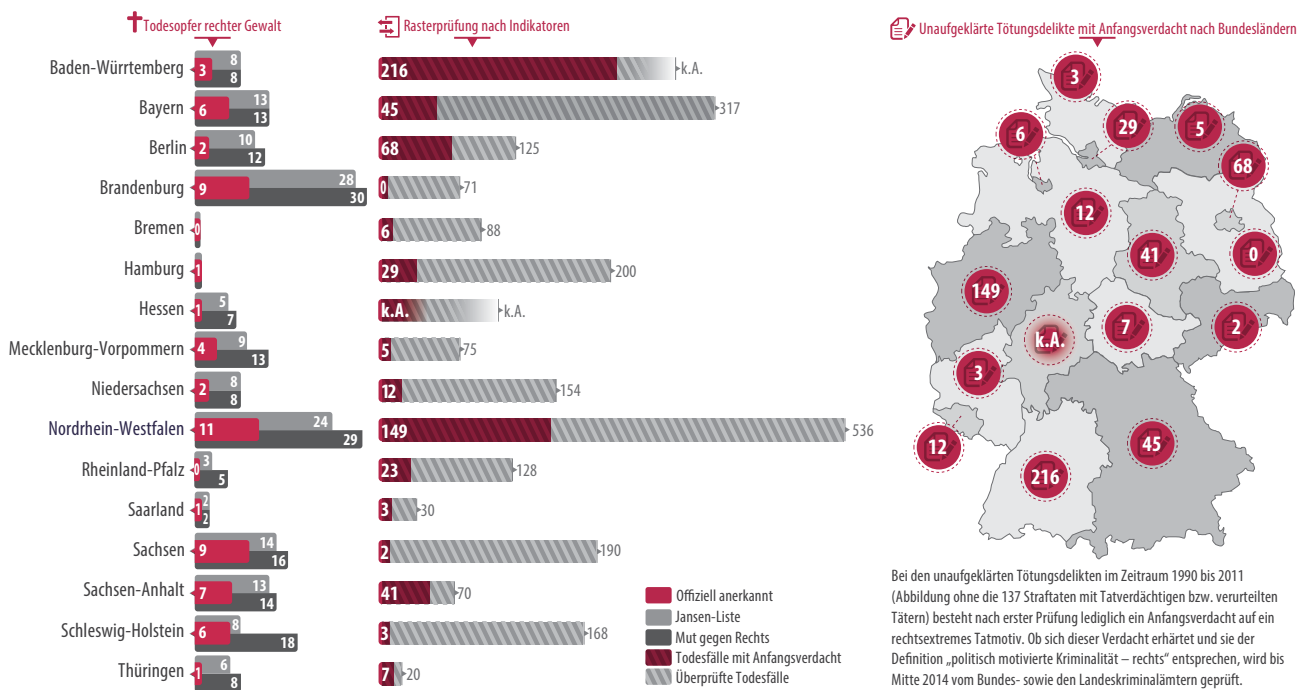 Todesopfer rechter Gewalt
Rasterprüfung nach Indikatoren
Unaufgeklärte Tötungsdelikte mit Anfangsverdacht nach Bundesländern
Baden-Würrtemberg 3 8 8 216 k.A.
Bayern 6 13 13 45 317
Berlin 2 10 12 68 125
Brandenburg 9 28 30 0 71
Bremen 0 6 88
Hamburg 1 29 200
Hessen 1 5 7 k.A. k.A.
Mecklenburg-Vorpommern 4 9 13 5 75
Niedersachsen 2 8 8 12 154
Nordrhein-Westfalen 11 24 29 149 536
Rheinland-Pfalz 0 3 5 23 128
Saarland 1 2 2 3 30
Sachsen 9 14 16 2 190
Sachsen-Anhalt 7 13 14 41 70
Schleswig-Holstein 6 8 18 3 168
Thüringen 1 6 8 7 20
Offiziell anerkannt
Jansen-Liste
Mut gegen Rechts
Todesfälle mit Anfangsverdacht
Überprüfte Todesfälle
3
6
29
5
68
12
41
0
149
k.A.
7
2
3
12
45
216
Bei den unaufgeklärten Tötungsdelikten im Zeitraum 1990 bis 2011
(Abbildung ohne die 137 Straftaten mit Tatverdächtigen bzw. verurteilten
Tätern) besteht nach erster Prüfung lediglich ein Anfangsverdacht auf ein
rechtsextremes Tatmotiv. Ob sich dieser Verdacht erhärtet und sie der
Definition „politisch motivierte Kriminalität – rechts“ entsprechen, wird bis
Mitte 2014 vom Bundes- sowie den Landeskriminalämtern geprüft.